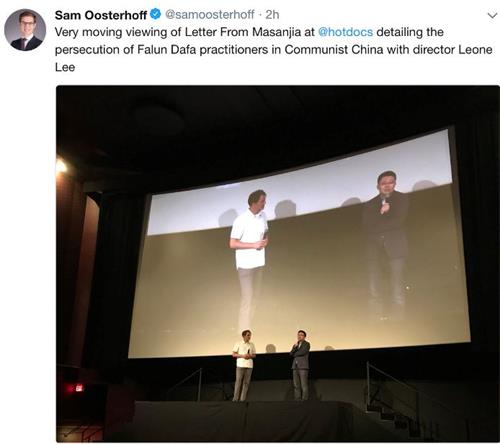 Sam Oosterhoff @samoosterhoff · 2h
Very moving viewing of Letter From Masanjia at @hotdocs detailing the
persecution of Falun Dafa practitioners in Communist China with director Leone
Lee